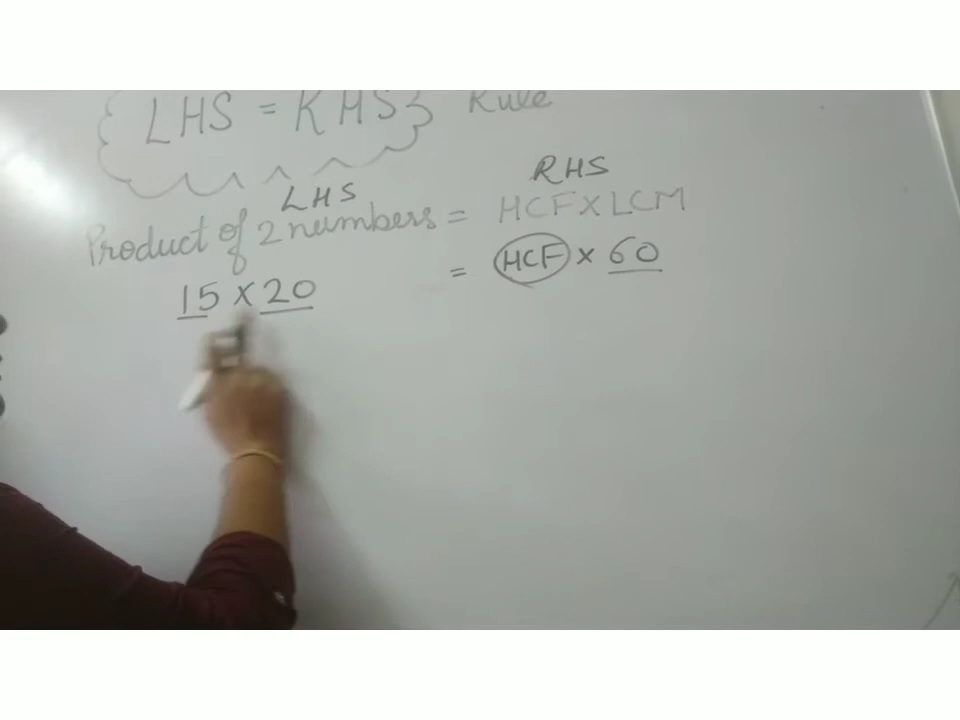 LHS = RHS Rule
LHS RHS
Product of 2 numbers = HCF X LCM
15 X 20 = HCF X 60